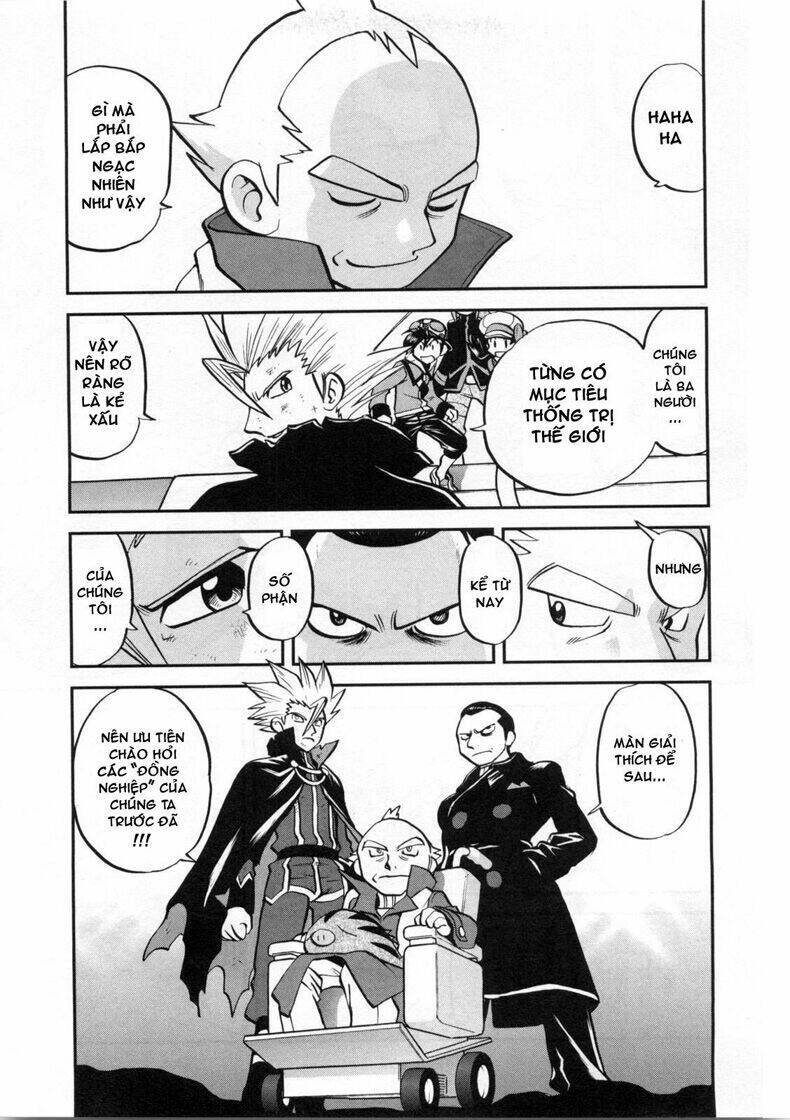 HAHA
HA
GÌ MÀ
PHẢI
LẮP BẮP
NGẠC
NHIÊN
NHƯ VẬY
CHÚNG
TÔI
LÀ BA
NGƯỜI
...
TỪNG CÓ
MỤC TIÊU
THỐNG TRỊ
THẾ GIỚI
VẬY
NÊN RÕ
RÀNG
LÀ KỂ
XẤU
NHƯNG
KỂ TỪ
NAY
SỐ
PHẬN
CỦA
CHÚNG
TÔI
...
MÀN GIẢI
THÍCH ĐỂ
SAU...
NÊN ƯU TIÊN
CHÀO HỎI
CÁC "ĐỒNG
NGHIỆP" CỦA
CHÚNG TA
TRƯỚC ĐÃ
!!!